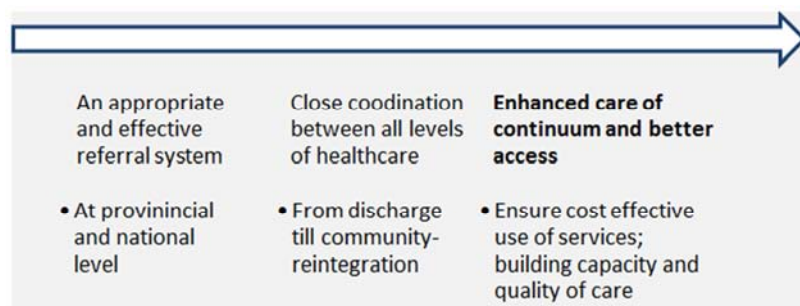 An appropriate
and effective
referral system
• At provinincial
and national
level
Close coodination
between all levels
of healthcare
• From discharge
till community-
reintegration
Enhanced care of
continuum and better
access
• Ensure cost effective
use of services;
building capacity and
quality of care